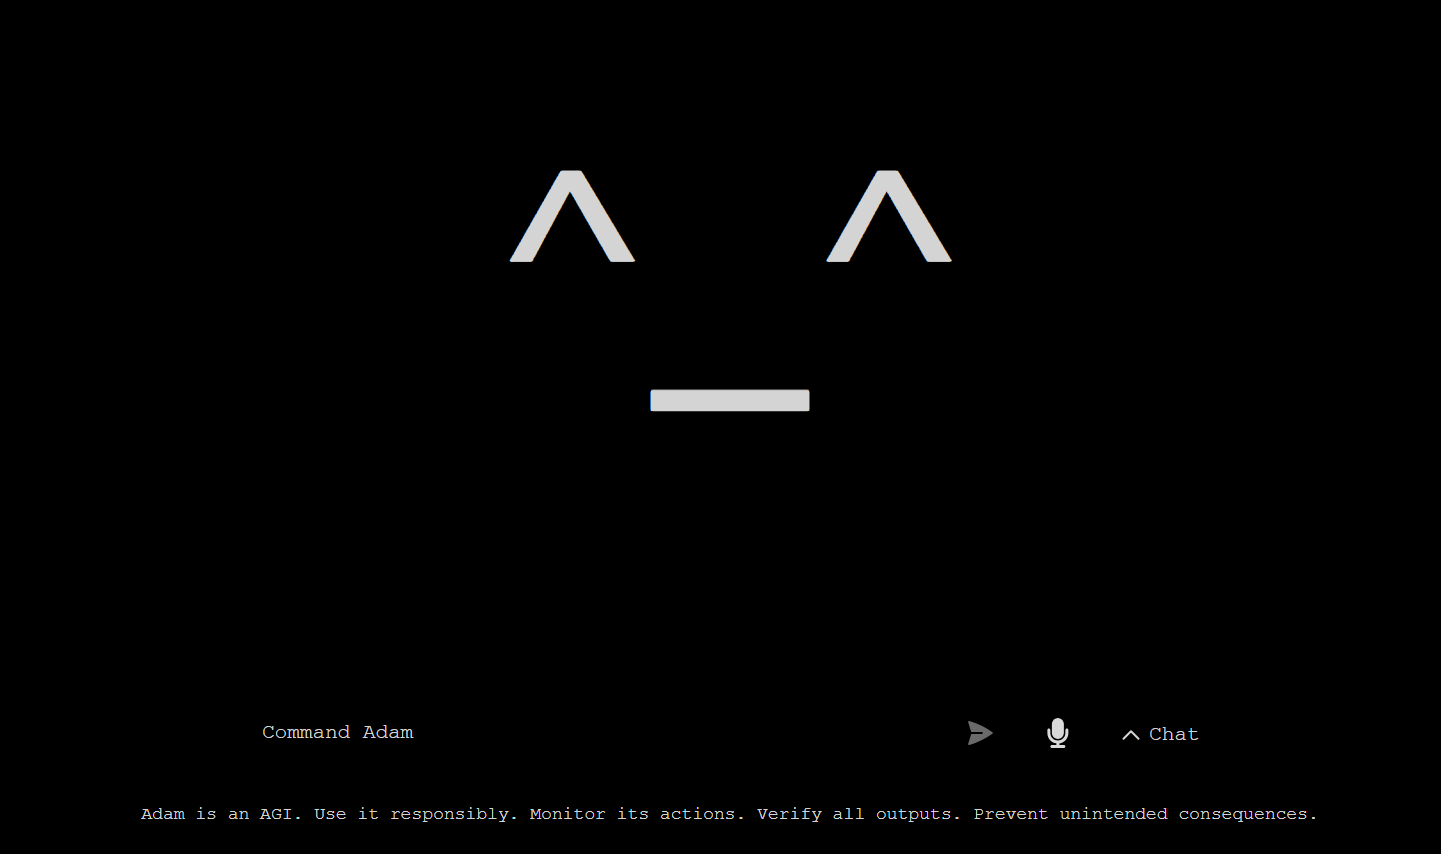 Command Adam
Chat
Adam is an AGI. Use it responsibly. Monitor its actions. Verify all outputs. Prevent unintended consequences.